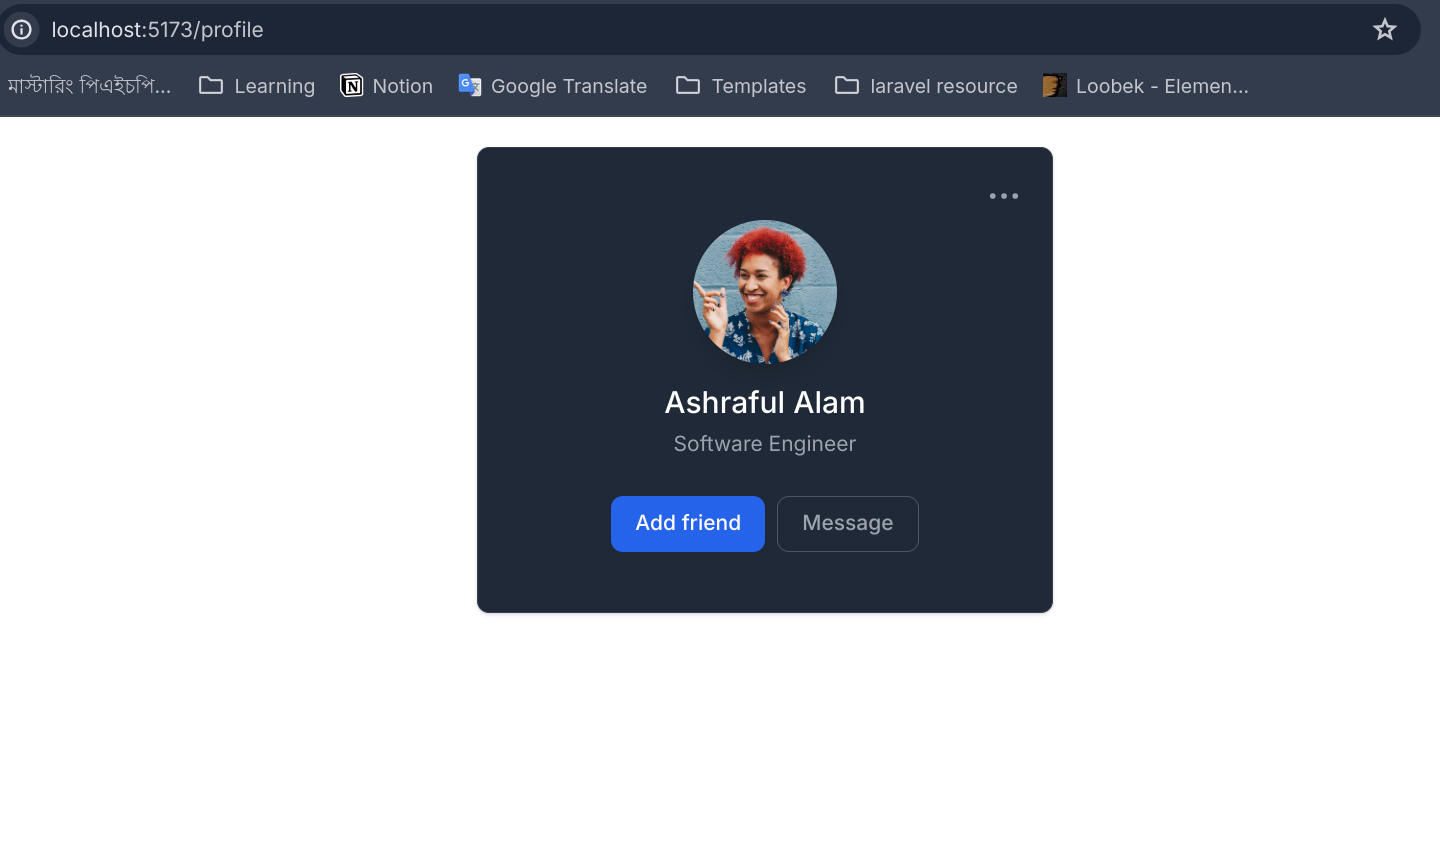 localhost:5173/profile
মাস্টারিং পিএইচপি... Learning Notion Google Translate Templates laravel resource Loobek - Elemen...
Ashraful Alam
Software Engineer
Add friend Message